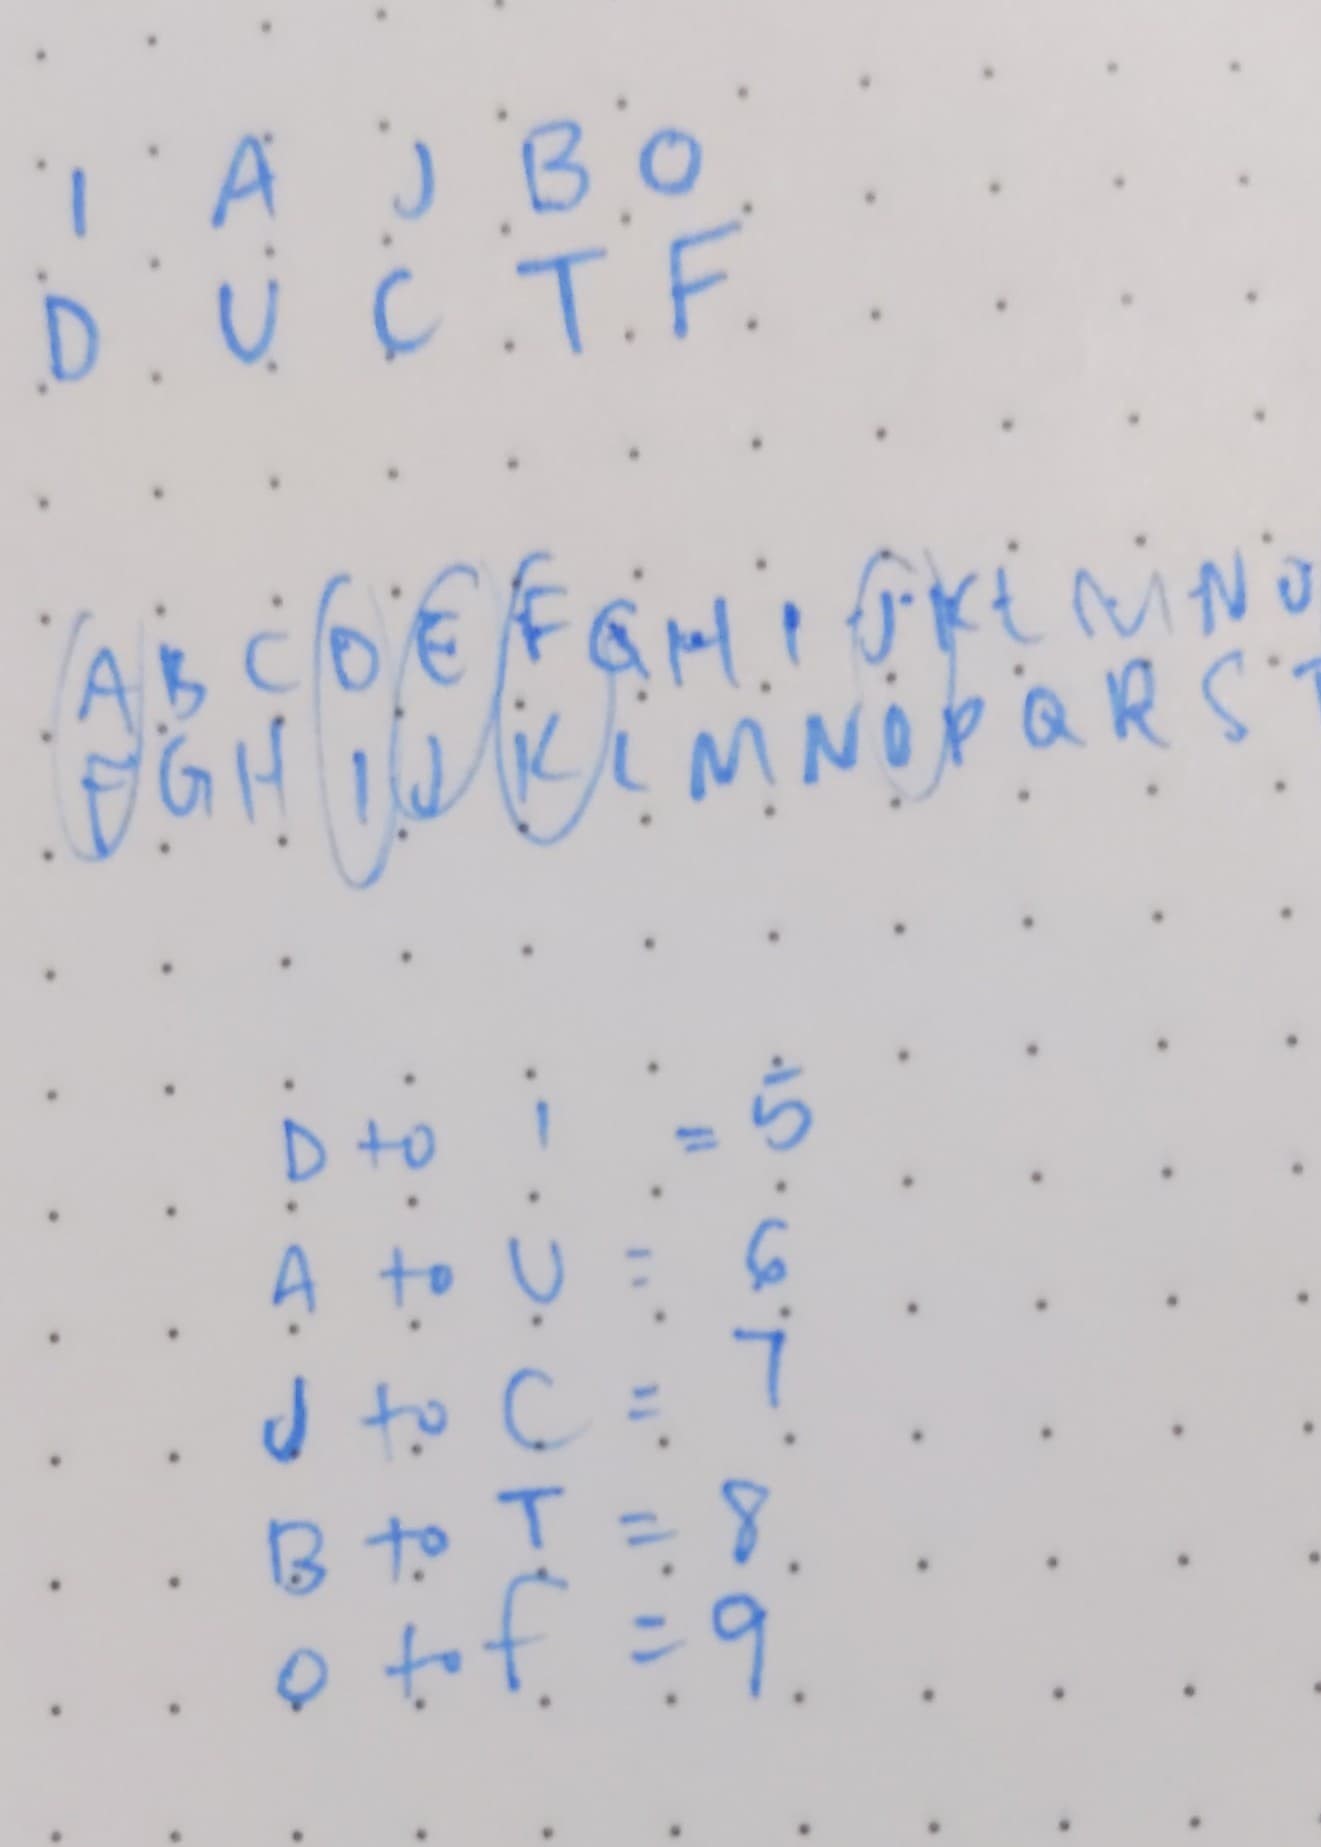 I A J B O
D U C T F
A B C D E F G H I J K L M N O
F G H I J K L M N O P Q R S T
D to I = 5
A to U = 6
J to C = 7
B to T = 8
O to f = 9